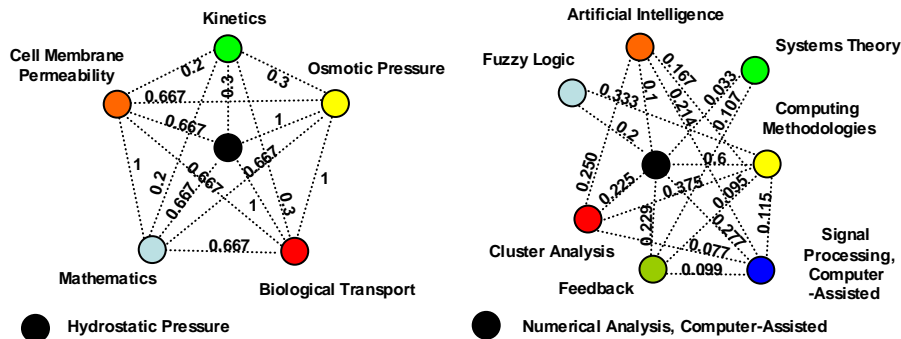 Kinetics
Cell Membrane
Permeability
Osmotic Pressure
0.2
0.3
0.3
0.667
0.667
1
1
0.2
0.667
0.667
0.667
1
1
0.3
0.667
Mathematics
Biological Transport
Hydrostatic Pressure
Artificial Intelligence
Systems Theory
Fuzzy Logic
Computing
Methodologies
0.167
0.033
0.333
0.1
0.214
0.107
0.2
0.6
0.250
0.225
0.375
0.095
0.115
0.229
0.277
0.077
0.099
Cluster Analysis
Feedback
Signal
Processing,
Computer
-Assisted
Numerical Analysis, Computer-Assisted